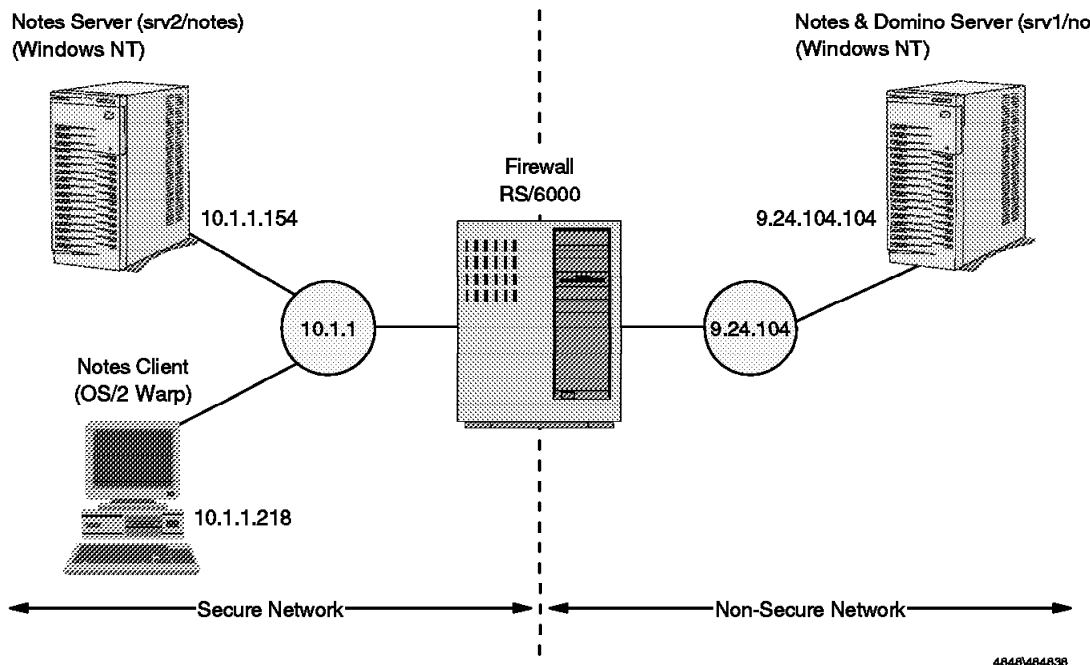 Notes Server (srv2/notes)
(Windows NT)
Notes & Domino Server (srv1/no
(Windows NT)
Firewall
RS/6000
10.1.1.154
9.24.104.104
10.1.1
9.24.104
Notes Client
(OS/2 Warp)
10.1.1.218
Secure Network
Non-Secure Network
4848\484838